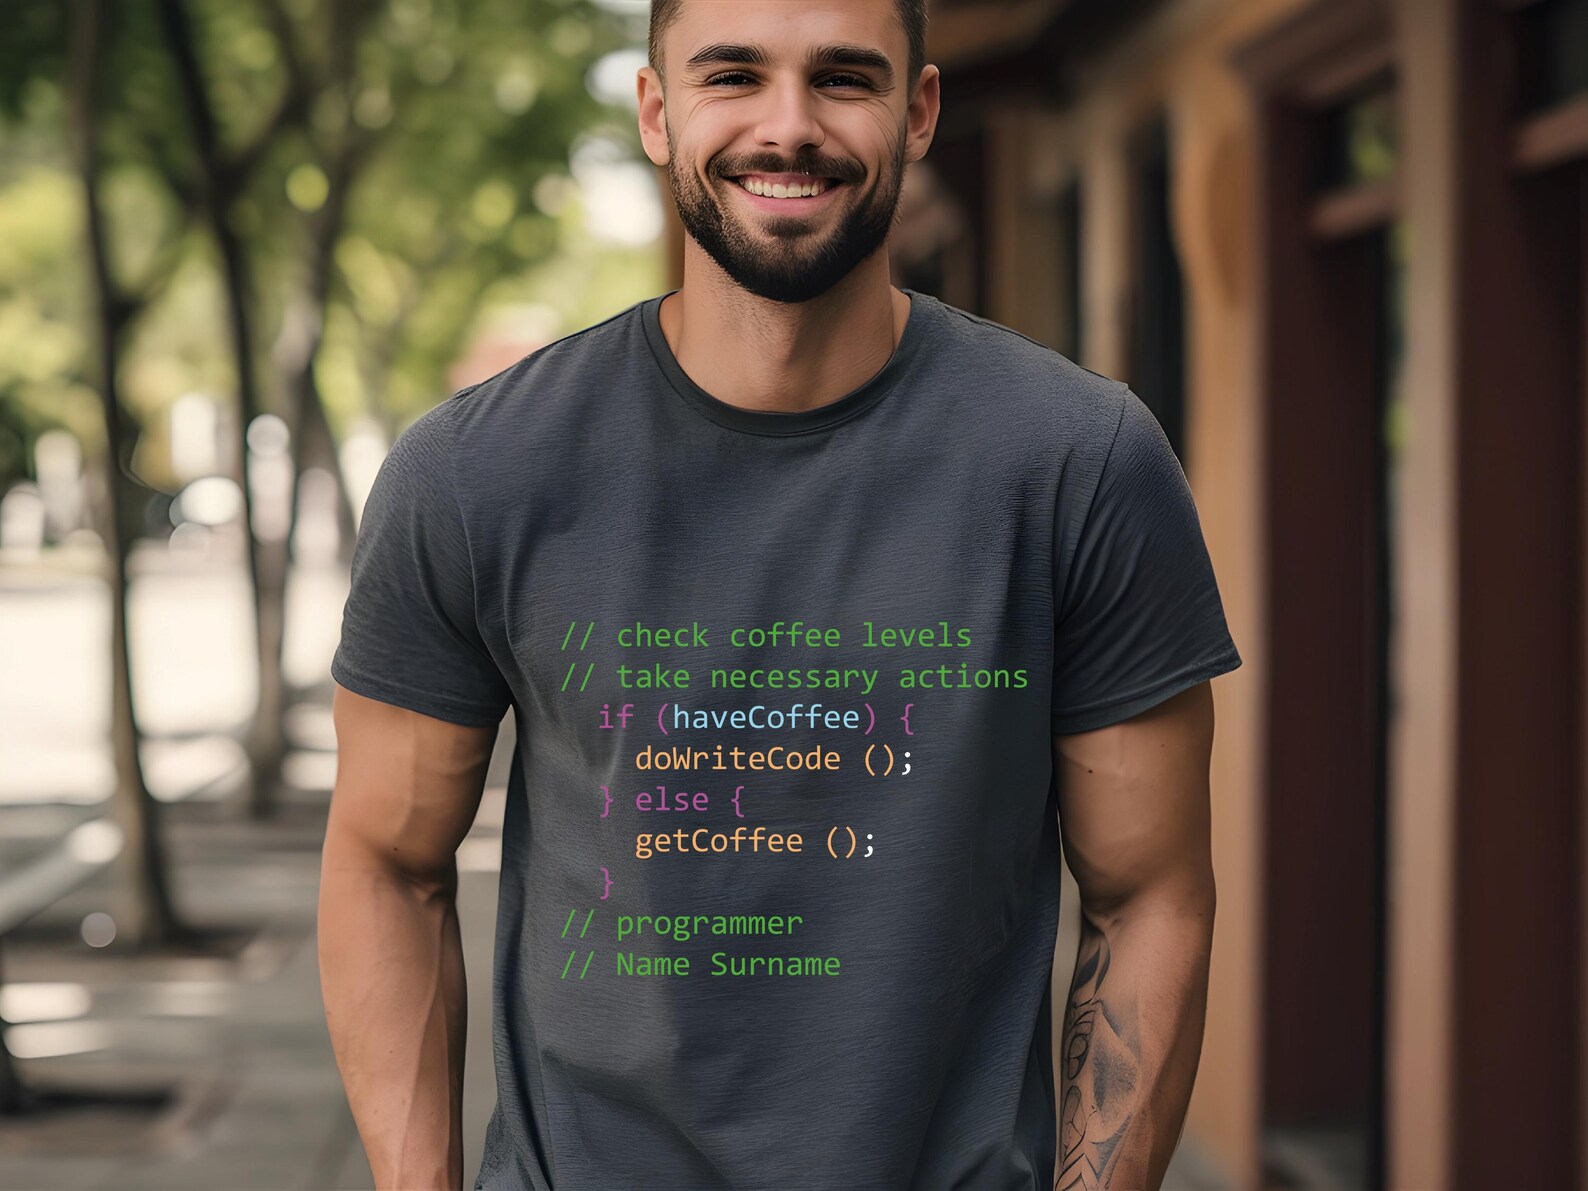 // check coffee levels
// take necessary actions
if (haveCoffee) {
doWriteCode ();
} else {
getCoffee ();
}
// programmer
// Name Surname